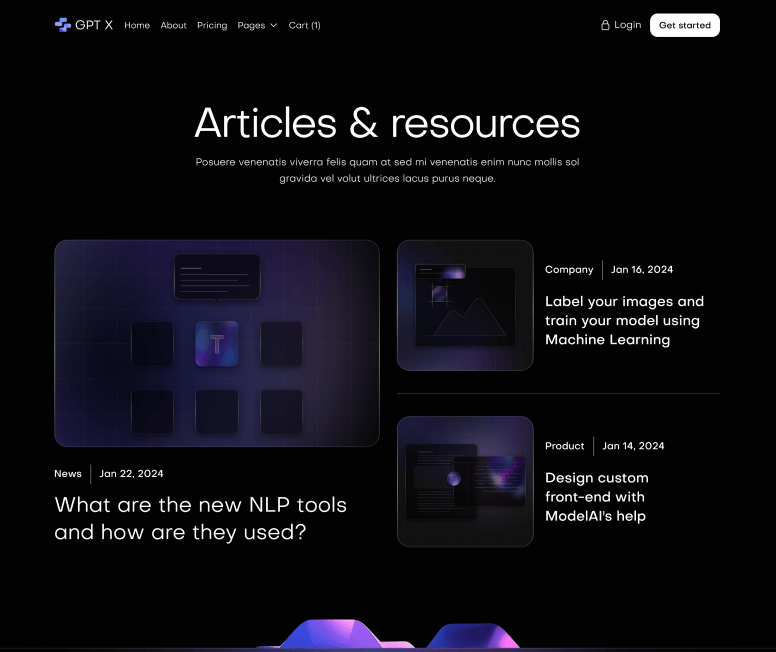 GPT X
Home
About
Pricing
Pages
Cart (1)
Login
Get started
Articles & resources
Posuere venenatis viverra felis quam at sed mi venenatis enim nunc mollis sol
gravida vel volut ultrices lacus purus neque.
T
News
Jan 22, 2024
What are the new NLP tools
and how are they used?
Company
Jan 16, 2024
Label your images and
train your model using
Machine Learning
Product
Jan 14, 2024
Design custom
front-end with
ModelAI's help